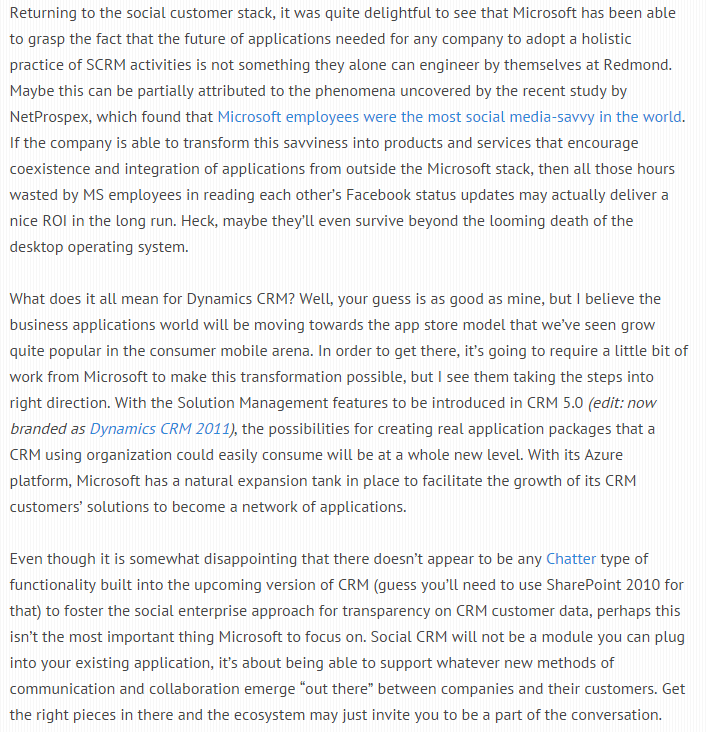 Returning to the social customer stack, it was quite delightful to see that Microsoft has been able
to grasp the fact that the future of applications needed for any company to adopt a holistic
practice of SCRM activities is not something they alone can engineer by themselves at Redmond.
Maybe this can be partially attributed to the phenomena uncovered by the recent study by
NetProspex, which found that Microsoft employees were the most social media-savvy in the world.
If the company is able to transform this savviness into products and services that encourage
coexistence and integration of applications from outside the Microsoft stack, then all those hours
wasted by MS employees in reading each other’s Facebook status updates may actually deliver a
nice ROI in the long run. Heck, maybe they’ll even survive beyond the looming death of the
desktop operating system.
What does it all mean for Dynamics CRM? Well, your guess is as good as mine, but I believe the
business applications world will be moving towards the app store model that we’ve seen grow
quite popular in the consumer mobile arena. In order to get there, it’s going to require a little bit of
work from Microsoft to make this transformation possible, but I see them taking the steps into
right direction. With the Solution Management features to be introduced in CRM 5.0 (edit: now
branded as Dynamics CRM 2011), the possibilities for creating real application packages that a
CRM using organization could easily consume will be at a whole new level. With its Azure
platform, Microsoft has a natural expansion tank in place to facilitate the growth of its CRM
customers’ solutions to become a network of applications.
Even though it is somewhat disappointing that there doesn’t appear to be any Chatter type of
functionality built into the upcoming version of CRM (guess you’ll need to use SharePoint 2010 for
that) to foster the social enterprise approach for transparency on CRM customer data, perhaps this
isn’t the most important thing Microsoft to focus on. Social CRM will not be a module you can plug
into your existing application, it’s about being able to support whatever new methods of
communication and collaboration emerge “out there” between companies and their customers. Get
the right pieces in there and the ecosystem may just invite you to be a part of the conversation.